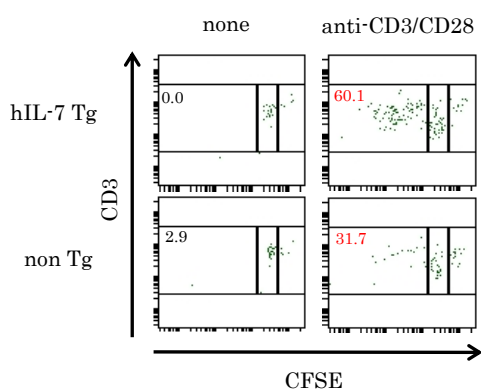 none
anti-CD3/CD28
hIL-7 Tg
0.0
60.1
CD3
non Tg
2.9
31.7
CFSE